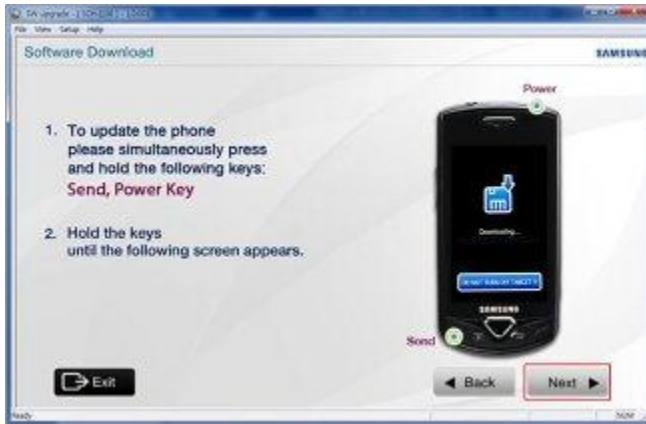 File View Setup Help
Software Download
SAMSUNG
Power
1. To update the phone
please simultaneously press
and hold the following keys:
Send, Power Key
2. Hold the keys
until the following screen appears.
Downloading...
SAMSUNG
Send
Exit
Back
Next
Ready
NUM